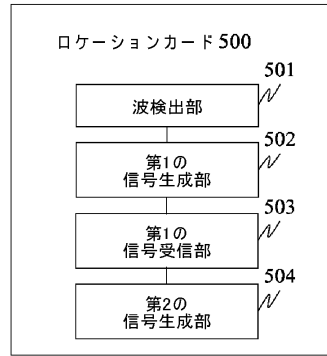 ロケーションカード500
501
波検出部
502
第1の
信号生成部
503
第1の
信号受信部
504
第2の
信号生成部